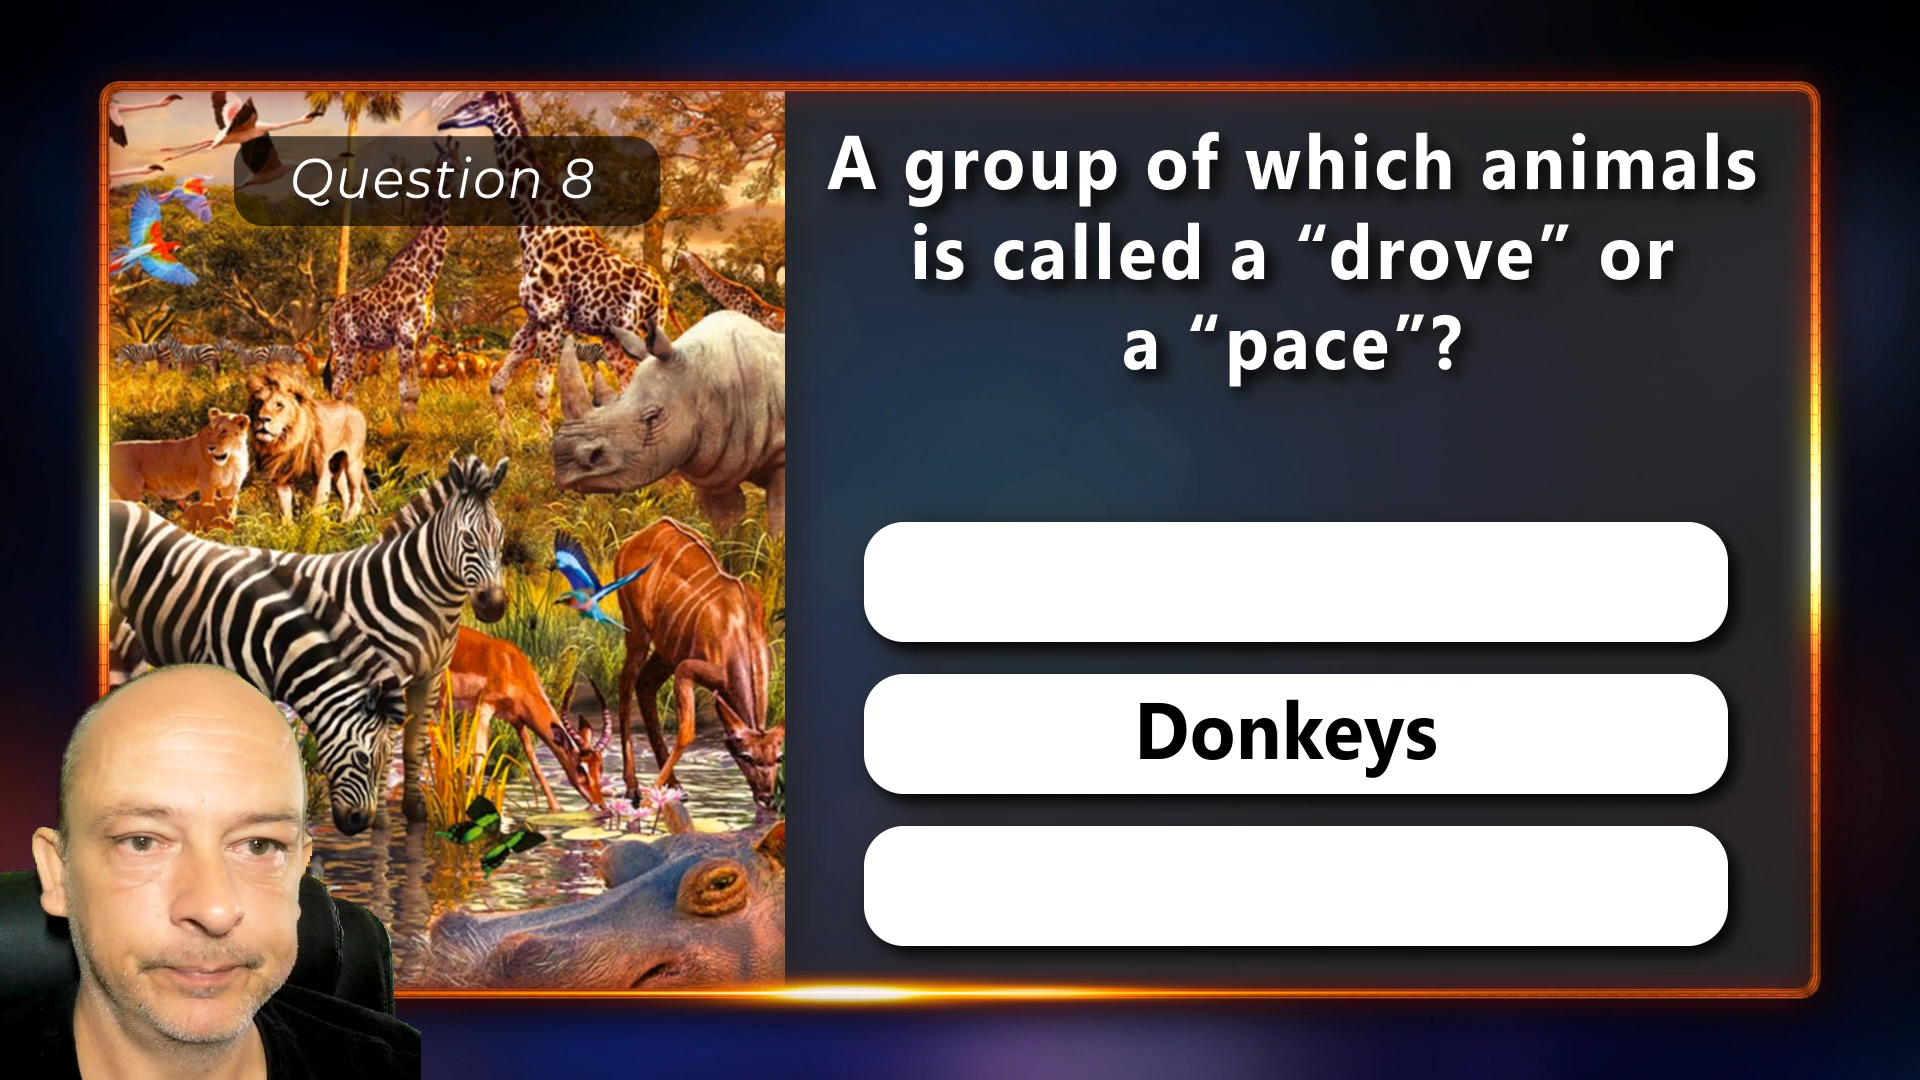 Question 8
A group of which animals
is called a “drove” or
a “pace”?
Donkeys